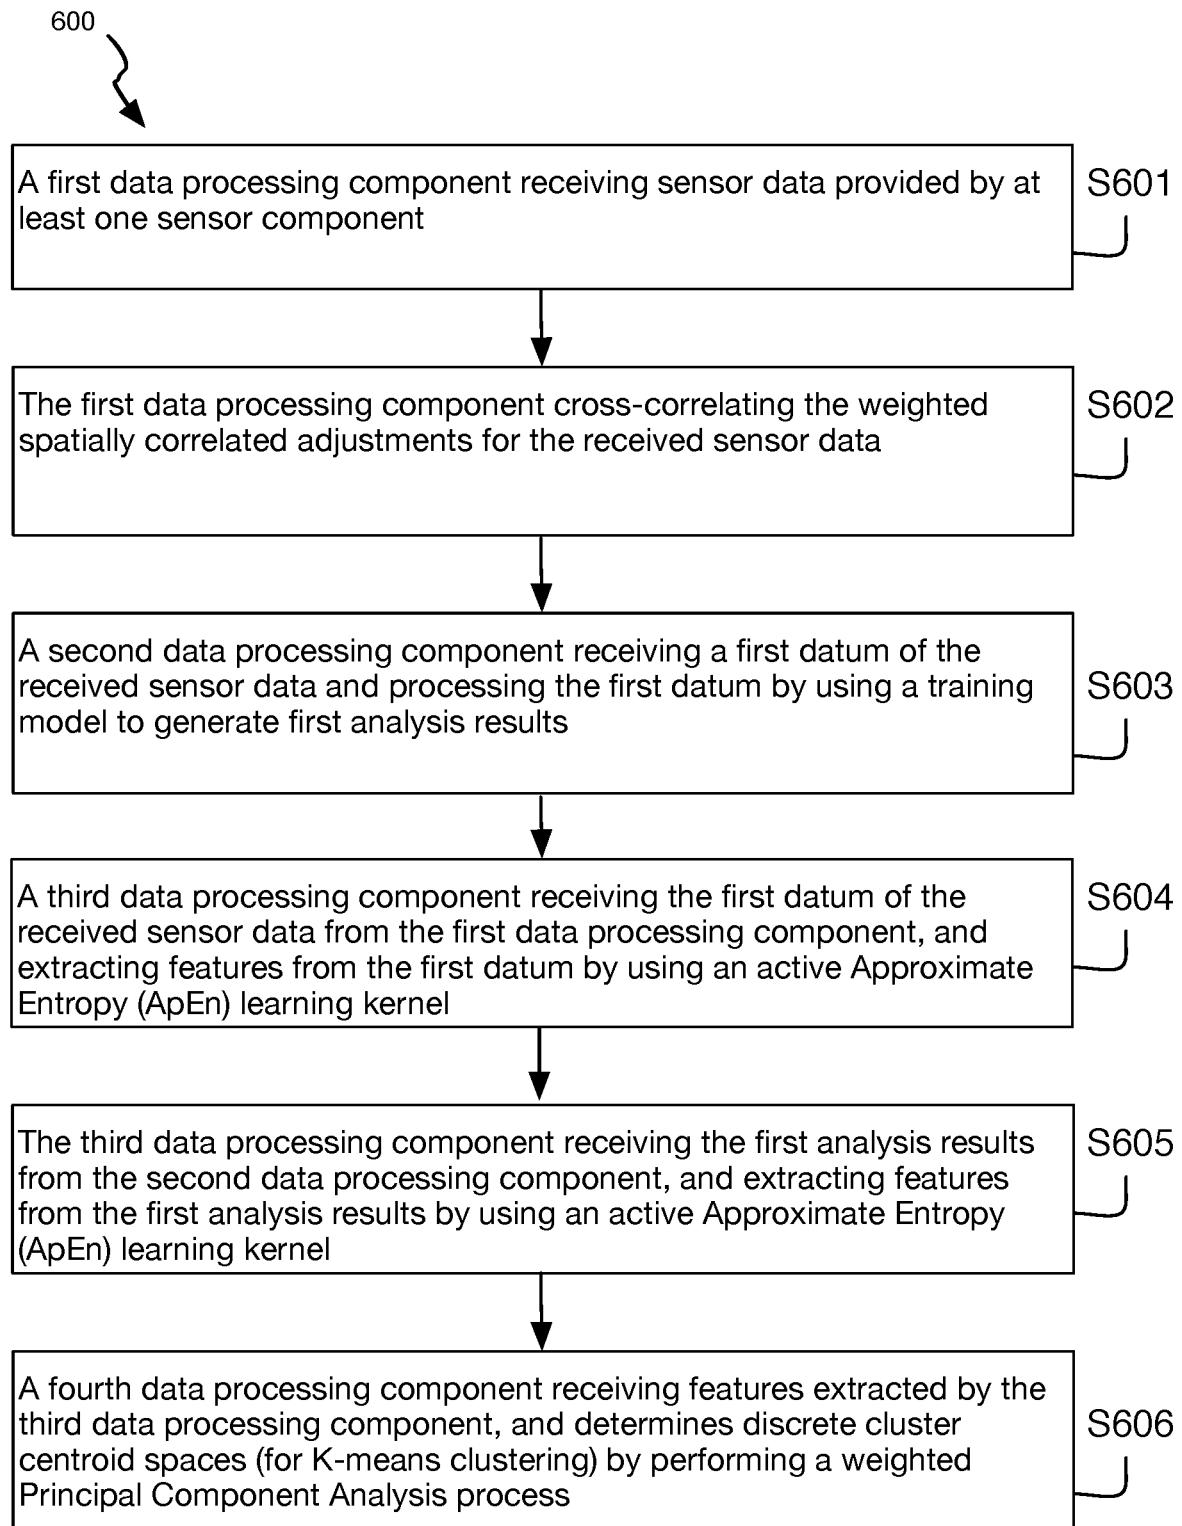 600
A first data processing component receiving sensor data provided by at
least one sensor component
S601
The first data processing component cross-correlating the weighted
spatially correlated adjustments for the received sensor data
S602
A second data processing component receiving a first datum of the
received sensor data and processing the first datum by using a training
model to generate first analysis results
S603
A third data processing component receiving the first datum of the
received sensor data from the first data processing component, and
extracting features from the first datum by using an active Approximate
Entropy (ApEn) learning kernel
S604
The third data processing component receiving the first analysis results
from the second data processing component, and extracting features
from the first analysis results by using an active Approximate Entropy
(ApEn) learning kernel
S605
A fourth data processing component receiving features extracted by the
third data processing component, and determines discrete cluster
centroid spaces (for K-means clustering) by performing a weighted
Principal Component Analysis process
S606